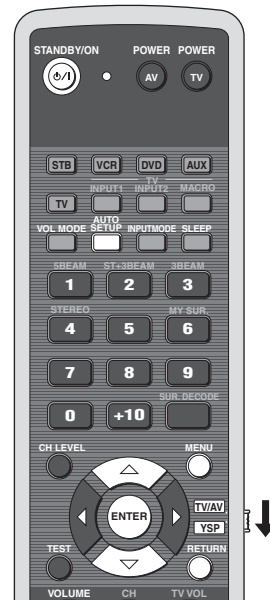 STANDBY/ON POWER POWER
AV TV
STB VCR DVD AUX
TV
INPUT1 INPUT2 MACRO
TV
AUTO
VOL MODE SETUP INPUTMODE SLEEP
5BEAM ST+3BEAM 3BEAM
1 2 3
STEREO MY SUR.
4 5 6
7 8 9
SUR. DECODE
0 +10
CH LEVEL MENU
ENTER
TV/AV
YSP
TEST RETURN
VOLUME CH TV VOL